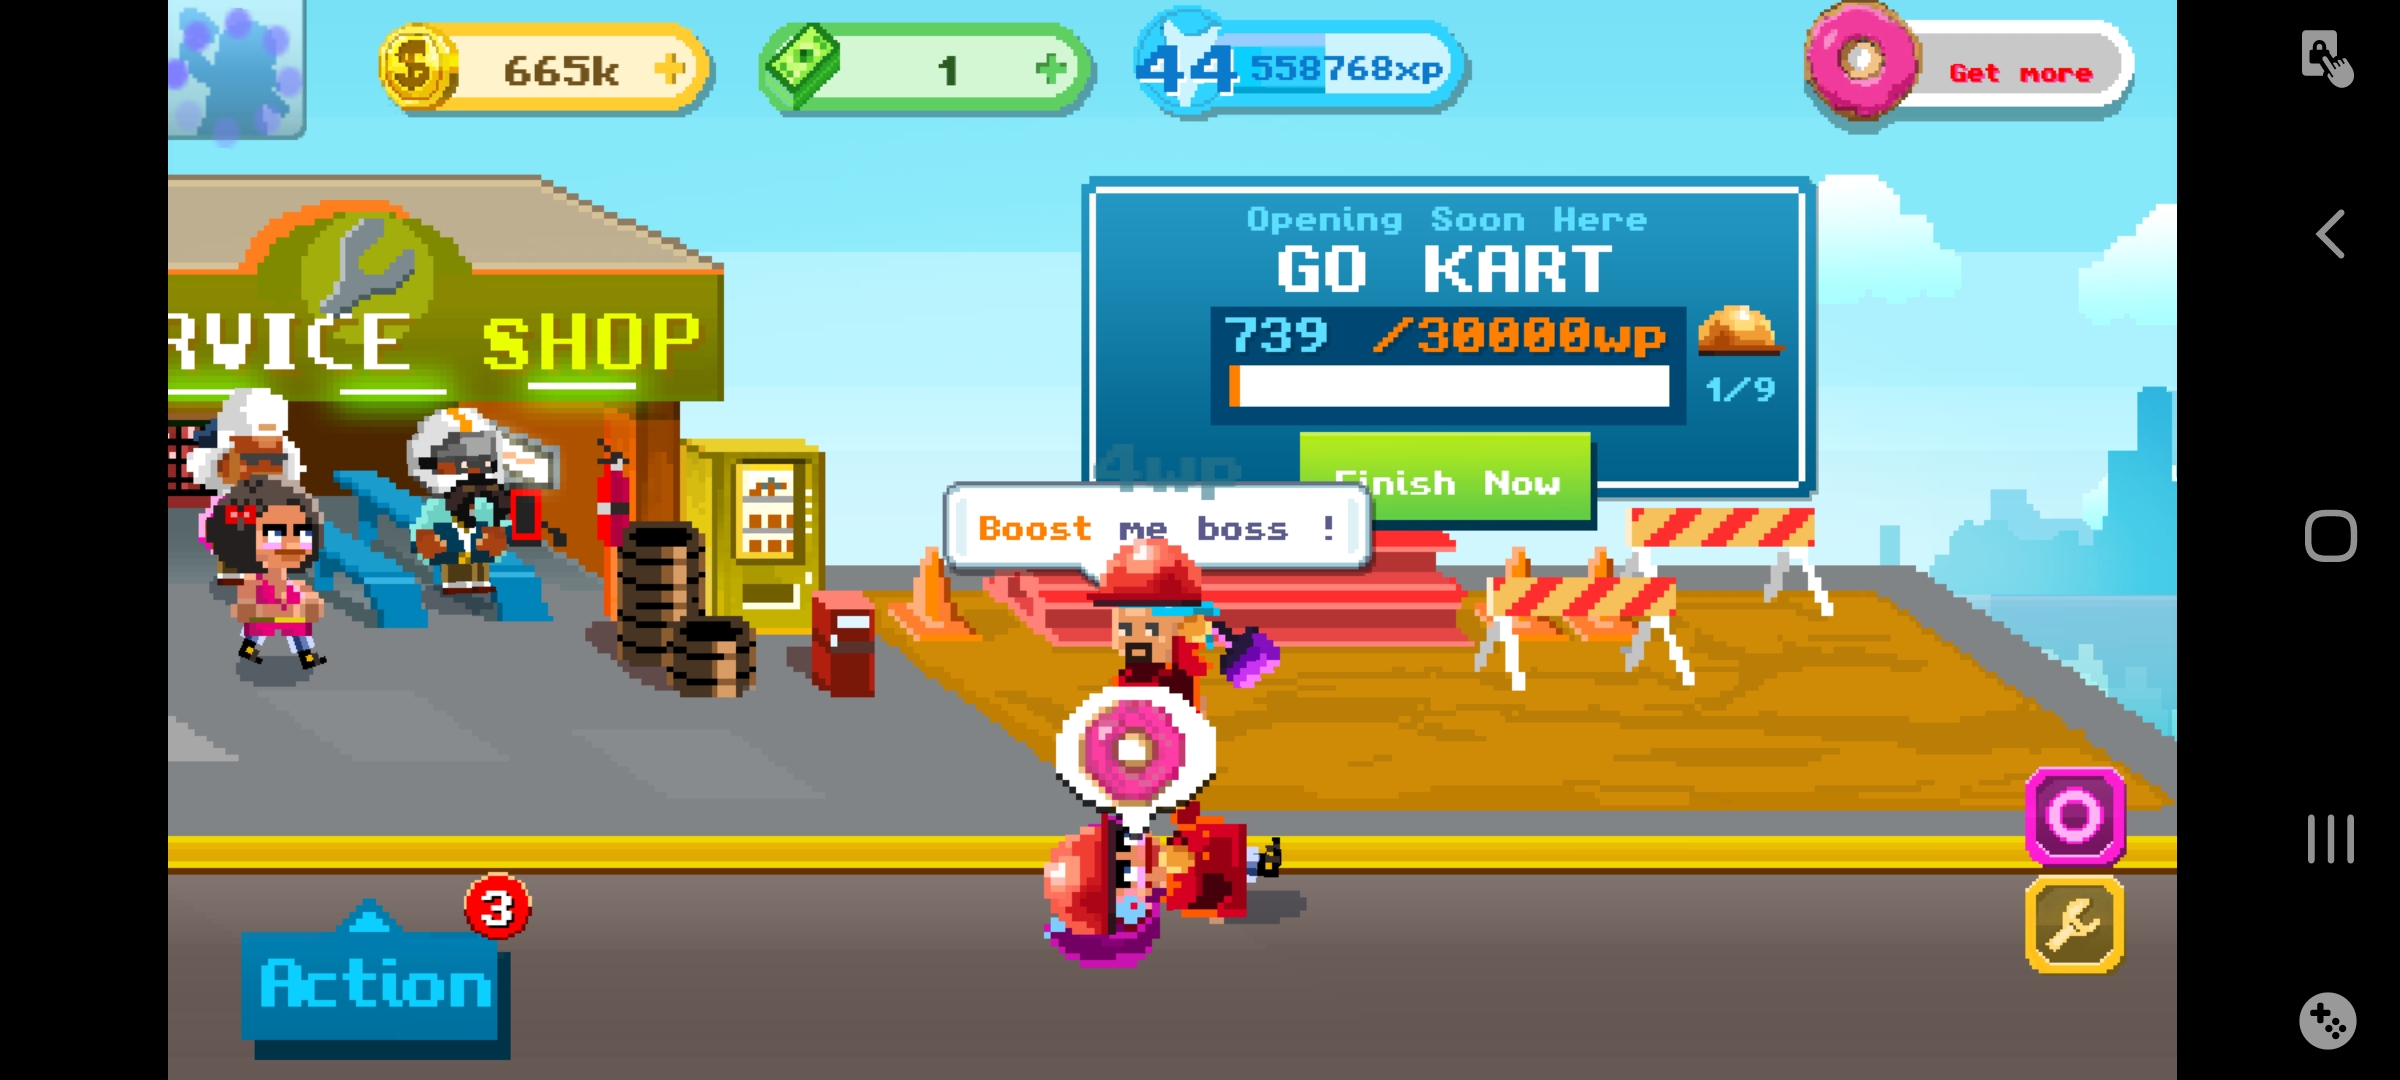 665k
1
44 558768xp
Get more
Opening Soon Here
GO KART
739 /30000wp
1/9
RVICE SHOP
4wp
Finish Now
Boost me boss !
3
Action